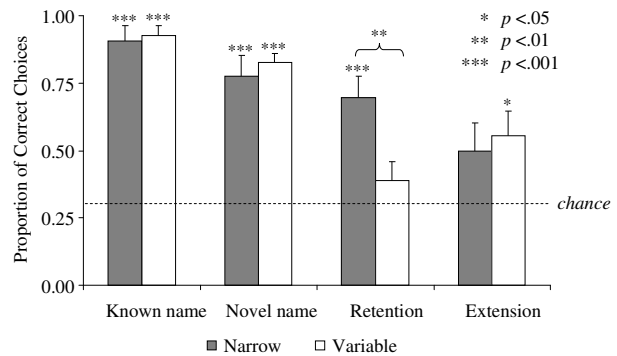 Proportion of Correct Choices
1.00
0.75
0.50
0.25
0.00
*** ***
*** ***
**
***
*
* p <.05
** p <.01
*** p <.001
chance
Known name Novel name Retention Extension
Narrow Variable